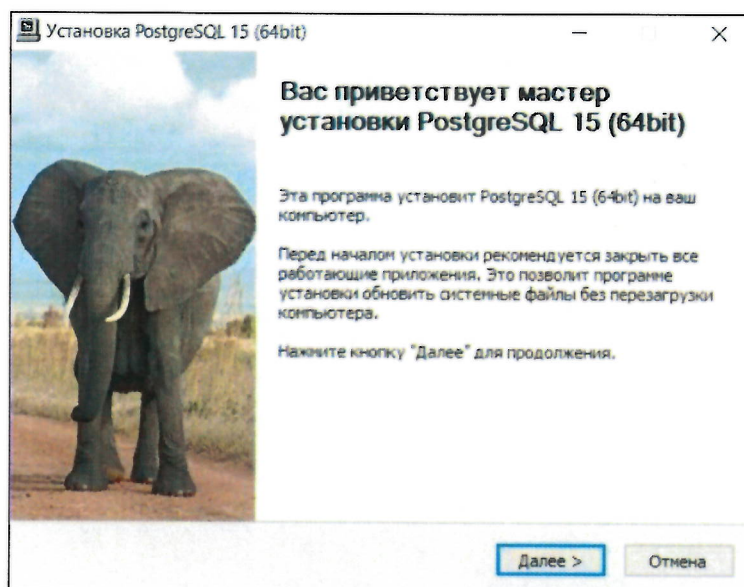 Установка PostgreSQL 15 (64bit)
Вас приветствует мастер
установки PostgreSQL 15 (64bit)
Эта программа установит PostgreSQL 15 (64bit) на ваш
компьютер.
Перед началом установки рекомендуется закрыть все
работающие приложения. Это позволит программе
установки обновить системные файлы без перезагрузки
компьютера.
Нажмите кнопку "Далее" для продолжения.
Далее >
Отмена